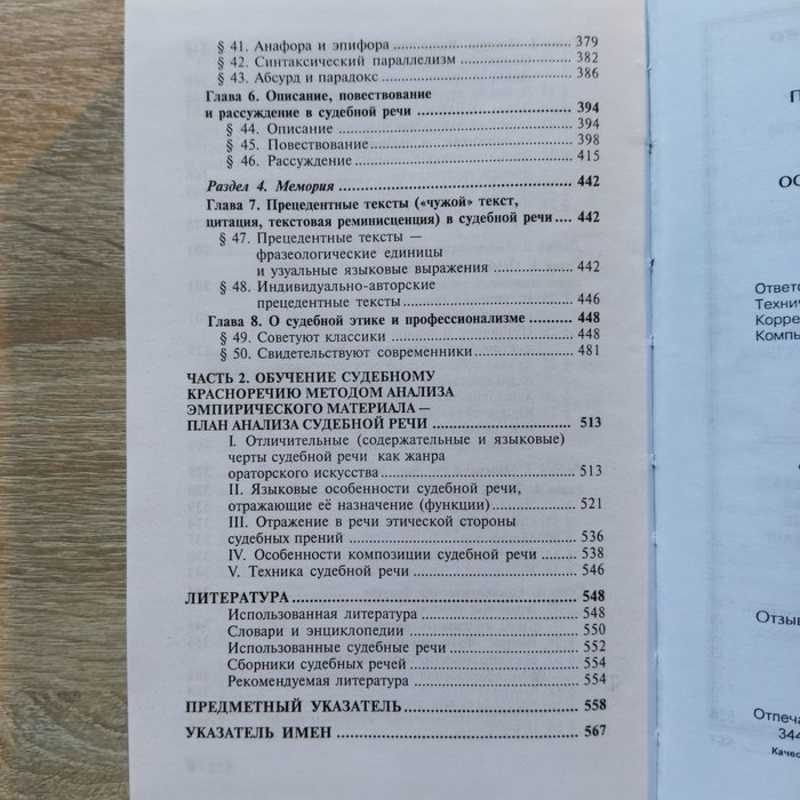 § 41. Анафора и эпифора ........ 379
§ 42. Синтаксический параллелизм ........ 382
§ 43. Абсурд и парадокс ........ 386
Глава 6. Описание, повествование
и рассуждение в судебной речи ........ 394
§ 44. Описание ........ 394
§ 45. Повествование ........ 398
§ 46. Рассуждение ........ 415
Раздел 4. Мемория ........ 442
Глава 7. Прецедентные тексты («чужой» текст,
цитация, текстовая реминисценция) в судебной речи .... 442
§ 47. Прецедентные тексты —
фразеологические единицы
и узуальные языковые выражения ........ 442
§ 48. Индивидуально-авторские
прецедентные тексты ........ 446
Глава 8. О судебной этике и профессионализме ........ 448
§ 49. Советуют классики ........ 448
§ 50. Свидетельствуют современники ........ 481
ЧАСТЬ 2. ОБУЧЕНИЕ СУДЕБНОМУ
КРАСНОРЕЧИЮ МЕТОДОМ АНАЛИЗА
ЭМПИРИЧЕСКОГО МАТЕРИАЛА —
ПЛАН АНАЛИЗА СУДЕБНОЙ РЕЧИ ........ 513
I. Отличительные (содержательные и языковые)
черты судебной речи как жанра
ораторского искусства ........ 513
II. Языковые особенности судебной речи,
отражающие её назначение (функции) ........ 521
III. Отражение в речи этической стороны
судебных прений ........ 536
IV. Особенности композиции судебной речи ........ 538
V. Техника судебной речи ........ 546
ЛИТЕРАТУРА ........ 548
Использованная литература ........ 548
Словари и энциклопедии ........ 550
Использованные судебные речи ........ 552
Сборники судебных речей ........ 554
Рекомендуемая литература ........ 554
ПРЕДМЕТНЫЙ УКАЗАТЕЛЬ ........ 558
УКАЗАТЕЛЬ ИМЕН ........ 567
П
ОС
Ответс
Технич
Корре
Компь
Отзы
Отпеча
344
Качес